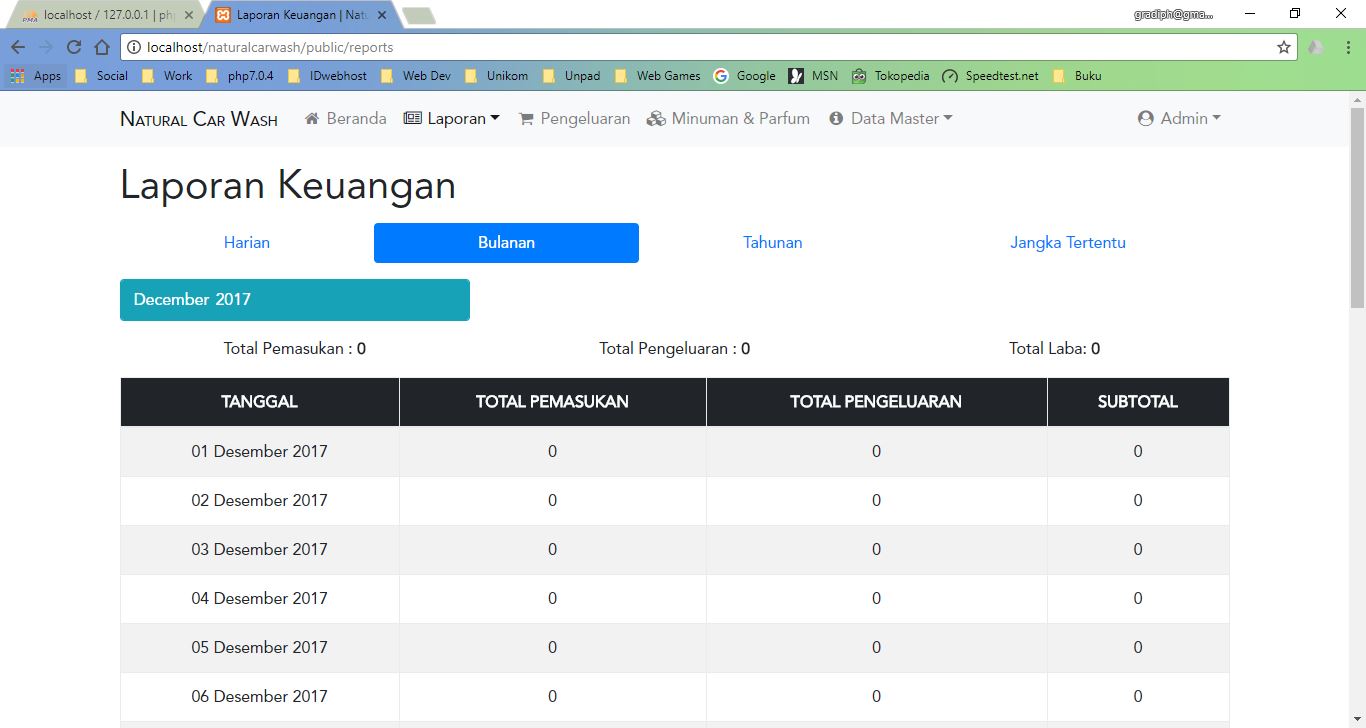 localhost / 127.0.0.1 | ph
Laporan Keuangan | Nat
gradiph@gma...
localhost/naturalcarwash/public/reports
Apps Social Work php7.0.4 IDwebhost Web Dev Unikom Unpad Web Games Google MSN Tokopedia Speedtest.net Buku
Natural Car Wash Beranda Laporan Pengeluaran Minuman & Parfum Data Master Admin
Laporan Keuangan
Harian Bulanan Tahunan Jangka Tertentu
December 2017
Total Pemasukan : 0 Total Pengeluaran : 0 Total Laba: 0
TANGGAL TOTAL PEMASUKAN TOTAL PENGELUARAN SUBTOTAL
01 Desember 2017 0 0 0
02 Desember 2017 0 0 0
03 Desember 2017 0 0 0
04 Desember 2017 0 0 0
05 Desember 2017 0 0 0
06 Desember 2017 0 0 0